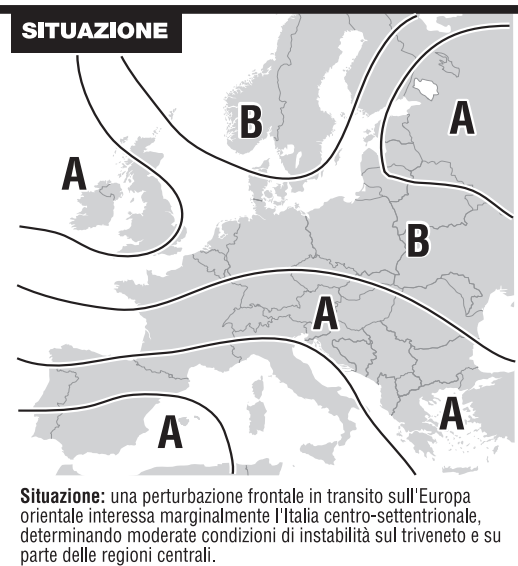 SITUAZIONE
B
A
A
B
A
A
A
Situazione: una perturbazione frontale in transito sull'Europa
orientale interessa marginalmente l'Italia centro-settentrionale,
determinando moderate condizioni di instabilità sul triveneto e su
parte delle regioni centrali.